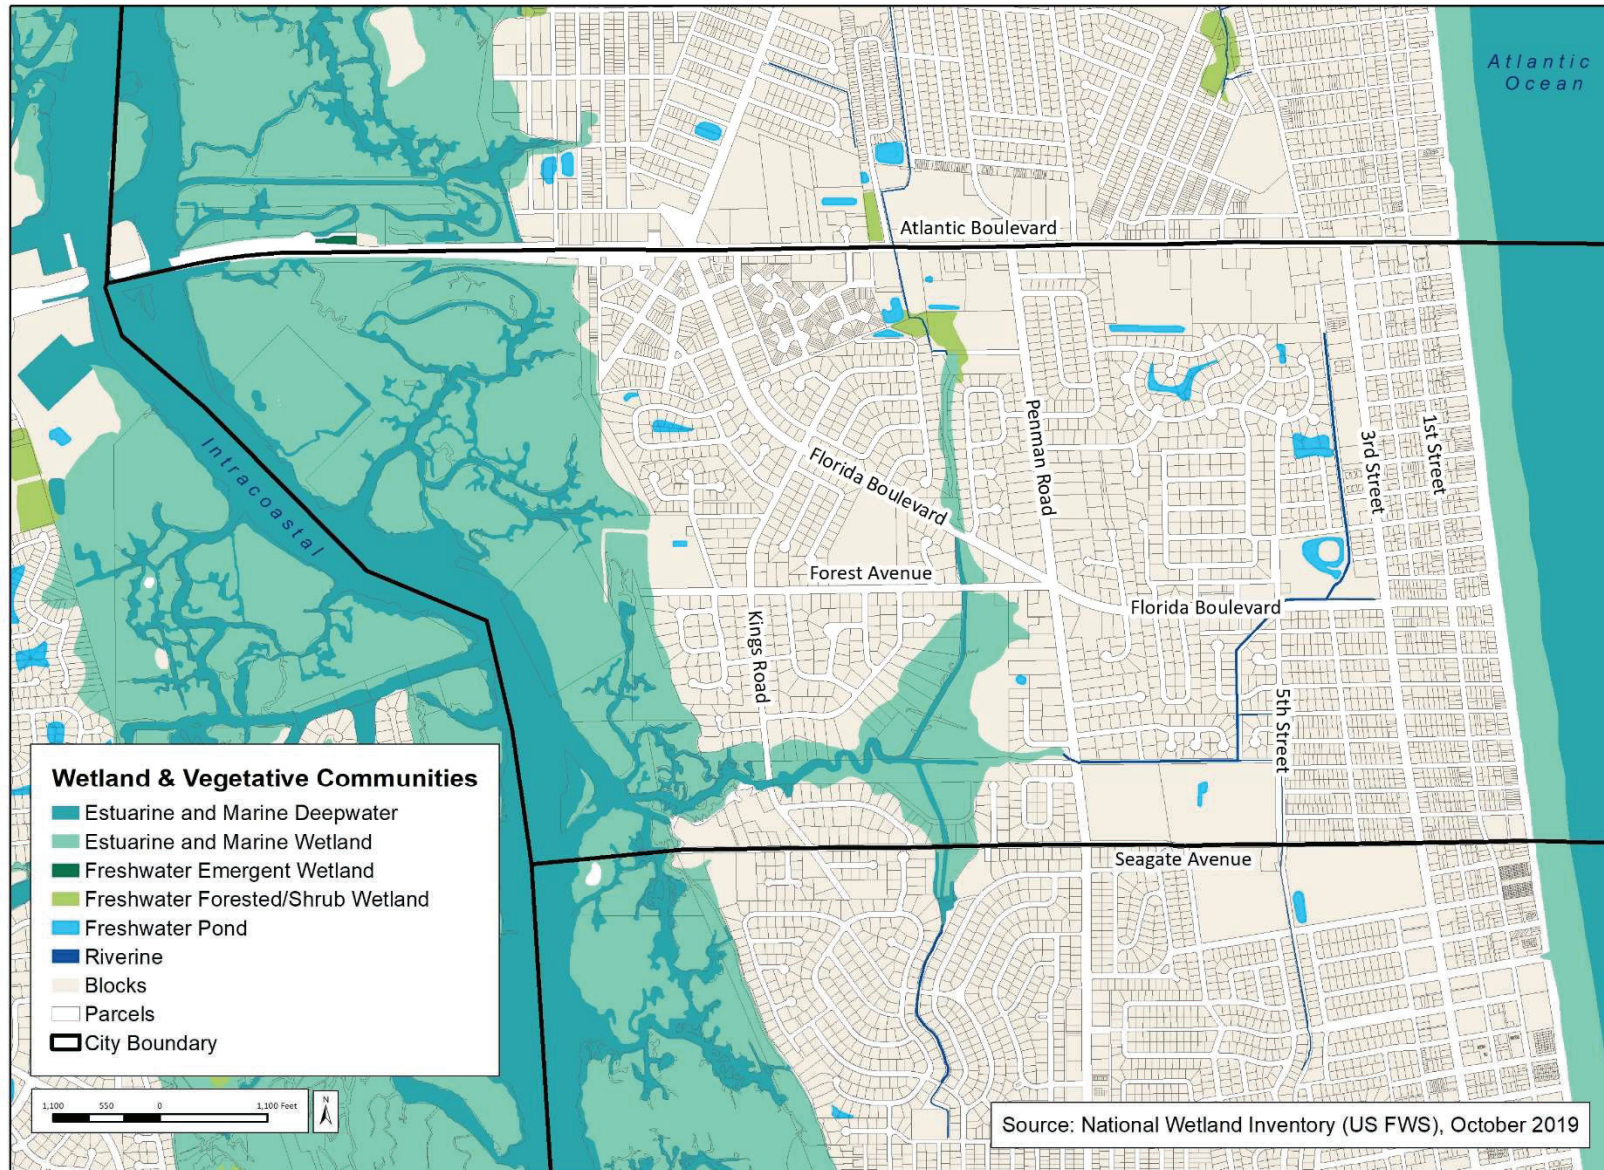 Atlantic
Ocean
Atlantic Boulevard
Intracoastal
Florida Boulevard
Penman Road
3rd Street
1st Street
Forest Avenue
Florida Boulevard
Kings Road
5th Street
Seagate Avenue
Wetland & Vegetative Communities
Estuarine and Marine Deepwater
Estuarine and Marine Wetland
Freshwater Emergent Wetland
Freshwater Forested/Shrub Wetland
Freshwater Pond
Riverine
Blocks
Parcels
City Boundary
1,100 550 0 1,100 Feet
N
Source: National Wetland Inventory (US FWS), October 2019